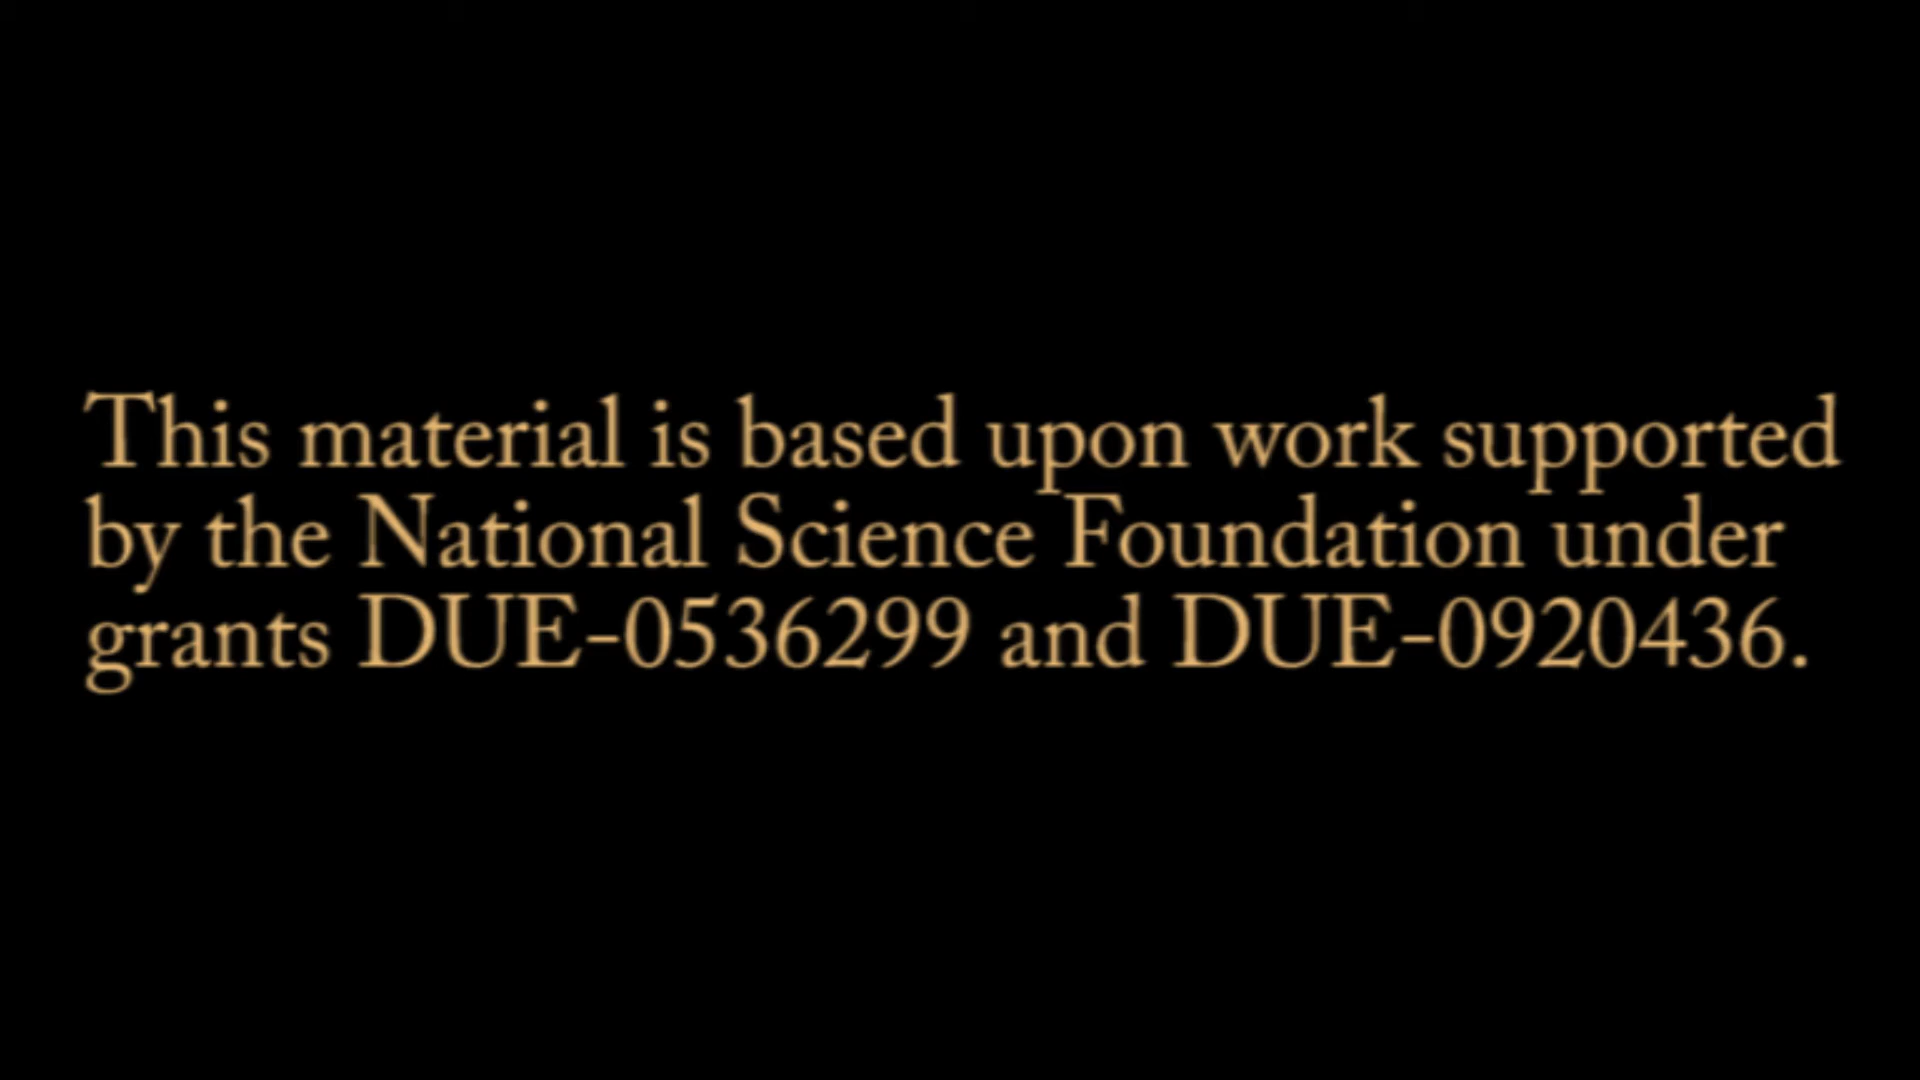 This material is based upon work supported
by the National Science Foundation under
grants DUE-0536299 and DUE-0920436.